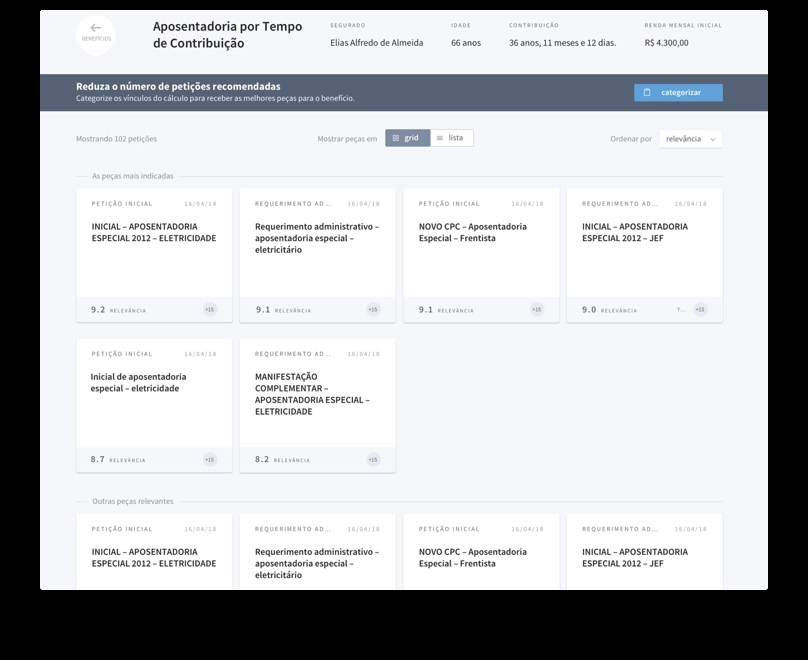 BENEFÍCIOS
Aposentadoria por Tempo
de Contribuição
SEGURADO
Elias Alfredo de Almeida
IDADE
66 anos
CONTRIBUIÇÃO
36 anos, 11 meses e 12 dias.
RENDA MENSAL INICIAL
R$ 4.300,00
Reduza o número de petições recomendadas
Categorize os vínculos do cálculo para receber as melhores peças para o benefício.
categorizar
Mostrando 102 petições
Mostrar peças em
grid
lista
Ordenar por
relevância
As peças mais indicadas
PETIÇÃO INICIAL 16/04/18
INICIAL – APOSENTADORIA
ESPECIAL 2012 – ELETRICIDADE
9.2 RELEVÂNCIA +15
REQUERIMENTO AD... 16/04/18
Requerimento administrativo –
aposentadoria especial –
eletricitário
9.1 RELEVÂNCIA +15
PETIÇÃO INICIAL 16/04/18
NOVO CPC – Aposentadoria
Especial – Frentista
9.1 RELEVÂNCIA +15
REQUERIMENTO AD... 16/04/18
INICIAL – APOSENTADORIA
ESPECIAL 2012 – JEF
9.0 RELEVÂNCIA T... +15
PETIÇÃO INICIAL 16/04/18
Inicial de aposentadoria
especial – eletricidade
8.7 RELEVÂNCIA +15
REQUERIMENTO AD... 16/04/18
MANIFESTAÇÃO
COMPLEMENTAR –
APOSENTADORIA ESPECIAL –
ELETRICIDADE
8.2 RELEVÂNCIA +15
Outras peças relevantes
PETIÇÃO INICIAL 16/04/18
INICIAL – APOSENTADORIA
ESPECIAL 2012 – ELETRICIDADE
REQUERIMENTO AD... 16/04/18
Requerimento administrativo –
aposentadoria especial –
eletricitário
PETIÇÃO INICIAL 16/04/18
NOVO CPC – Aposentadoria
Especial – Frentista
REQUERIMENTO AD... 16/04/18
INICIAL – APOSENTADORIA
ESPECIAL 2012 – JEF